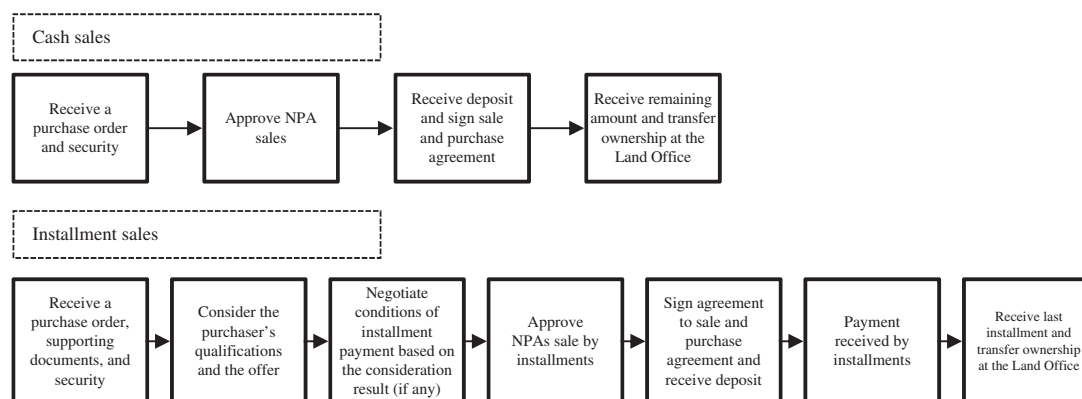 Cash sales
Receive a
purchase order
and security
Approve NPA
sales
Receive deposit
and sign sale
and purchase
agreement
Receive remaining
amount and transfer
ownership at the
Land Office
Installment sales
Receive a
purchase order,
supporting
documents, and
security
Consider the
purchaser's
qualifications
and the offer
Negotiate
conditions of
installment
payment based on
the consideration
result (if any)
Approve
NPAs sale by
installments
Sign agreement
to sale and
purchase
agreement and
receive deposit
Payment
received by
installments
Receive last
installment and
transfer ownership
at the Land Office